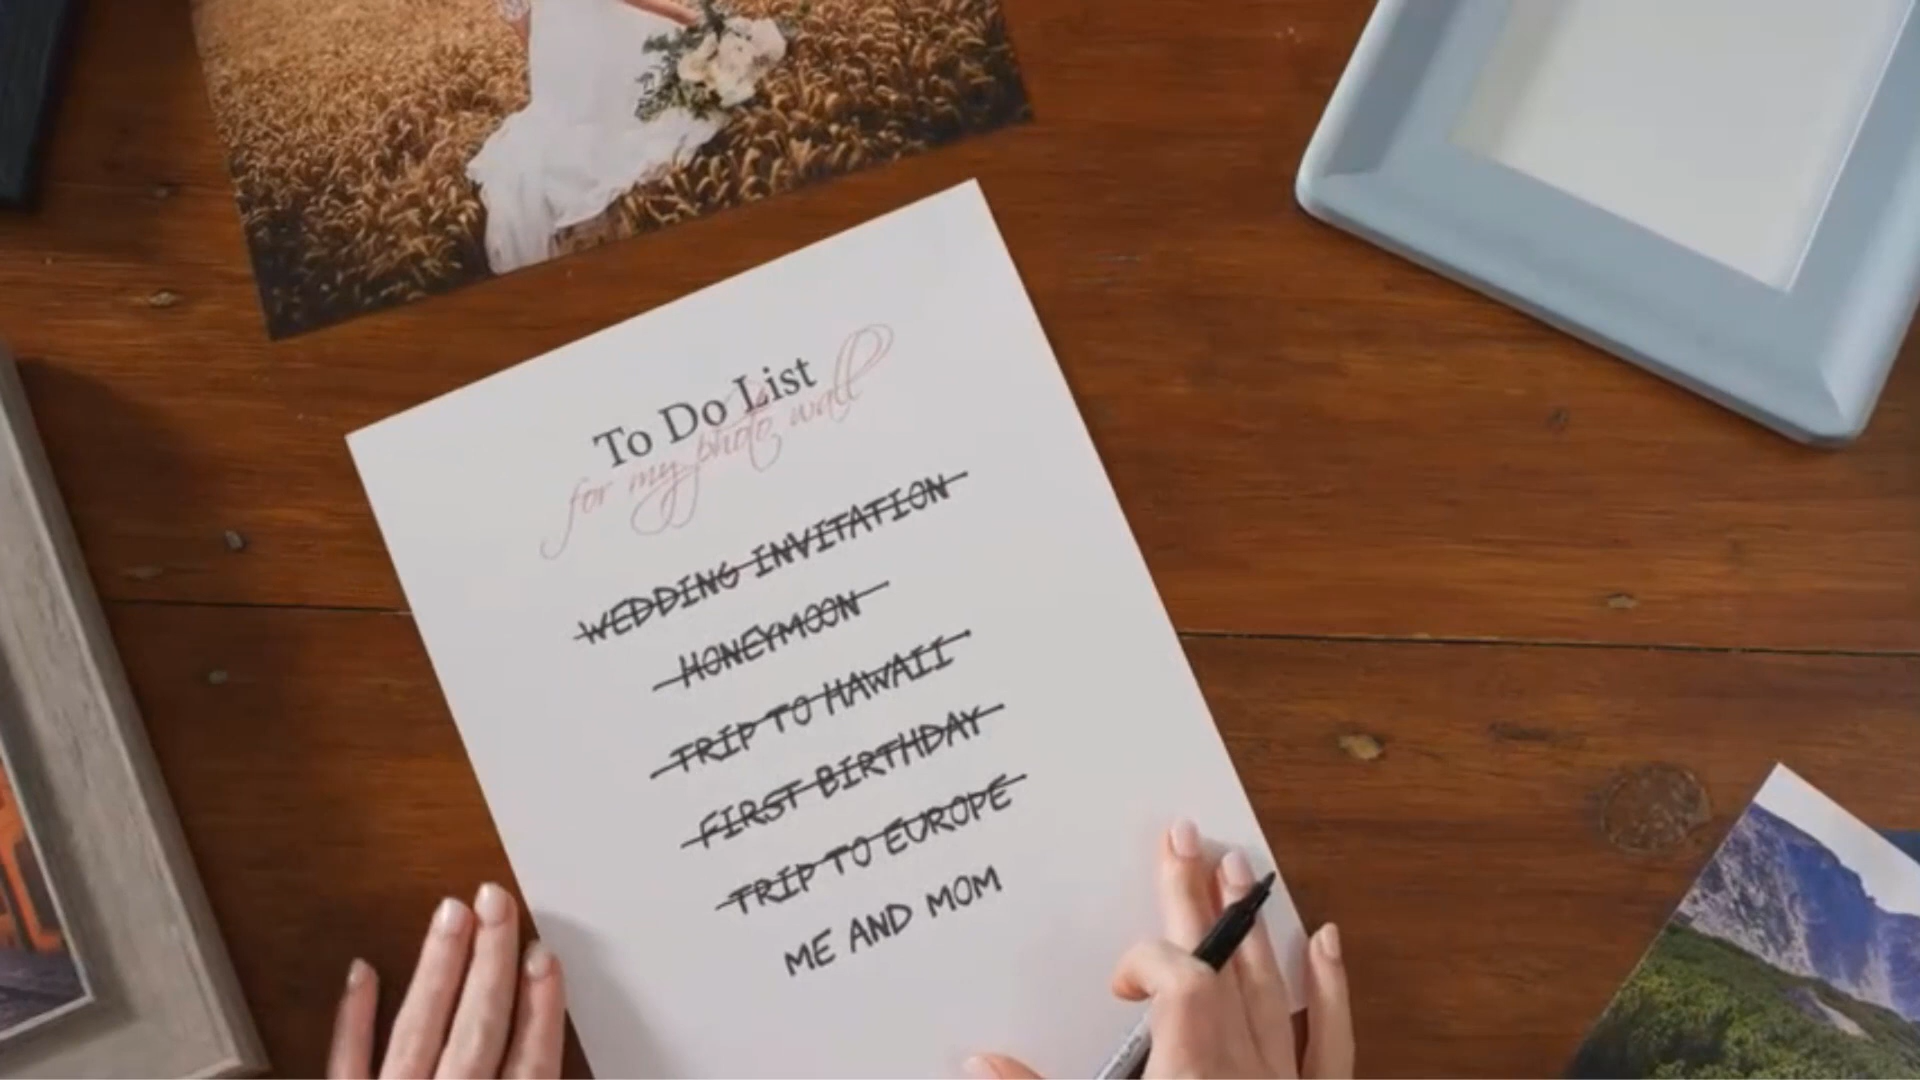 To Do List
for my photo wall
WEDDING INVITATION
HONEYMOON
TRIP TO HAWAII
FIRST BIRTHDAY
TRIP TO EUROPE
ME AND MOM